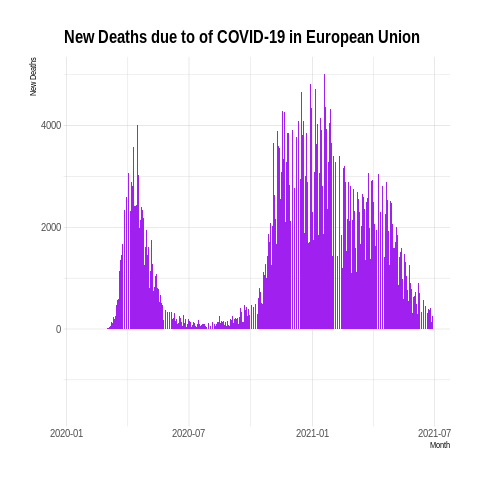 New Deaths due to of COVID-19 in European Union
New Deaths
4000
2000
0
2020-01
2020-07
2021-01
2021-07
Month